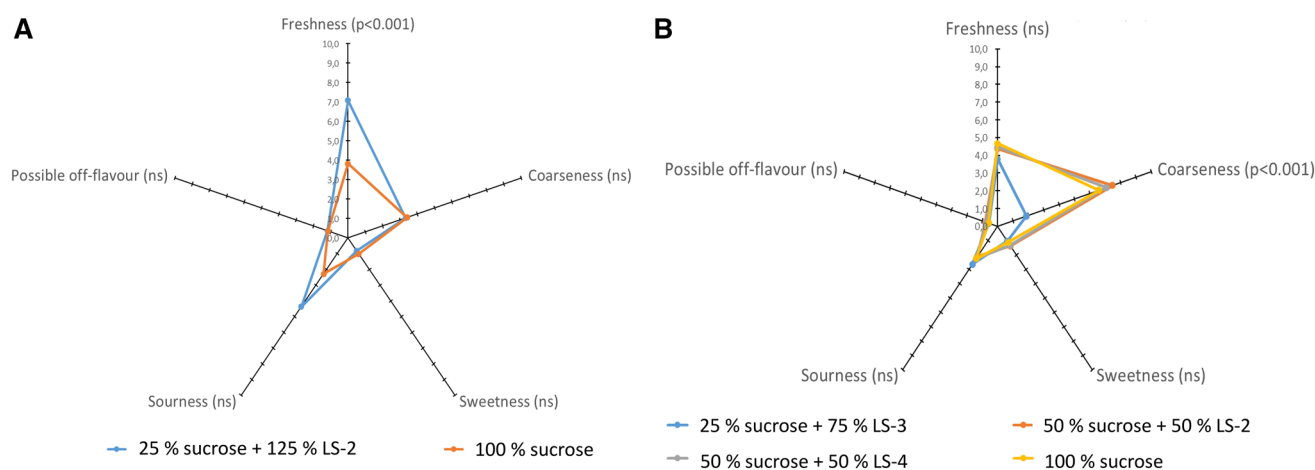 A
Freshness (p<0.001)
10,0
9,0
8,0
7,0
6,0
5,0
4,0
3,0
2,0
1,0
0,0
Possible off-flavour (ns)
Coarseness (ns)
Sourness (ns)
Sweetness (ns)
25 % sucrose + 125 % LS-2
100 % sucrose
B
Freshness (ns)
10,0
9,0
8,0
7,0
6,0
5,0
4,0
3,0
2,0
1,0
0,0
Possible off-flavour (ns)
Coarseness (p<0.001)
Sourness (ns)
Sweetness (ns)
25 % sucrose + 75 % LS-3
50 % sucrose + 50 % LS-2
50 % sucrose + 50 % LS-4
100 % sucrose